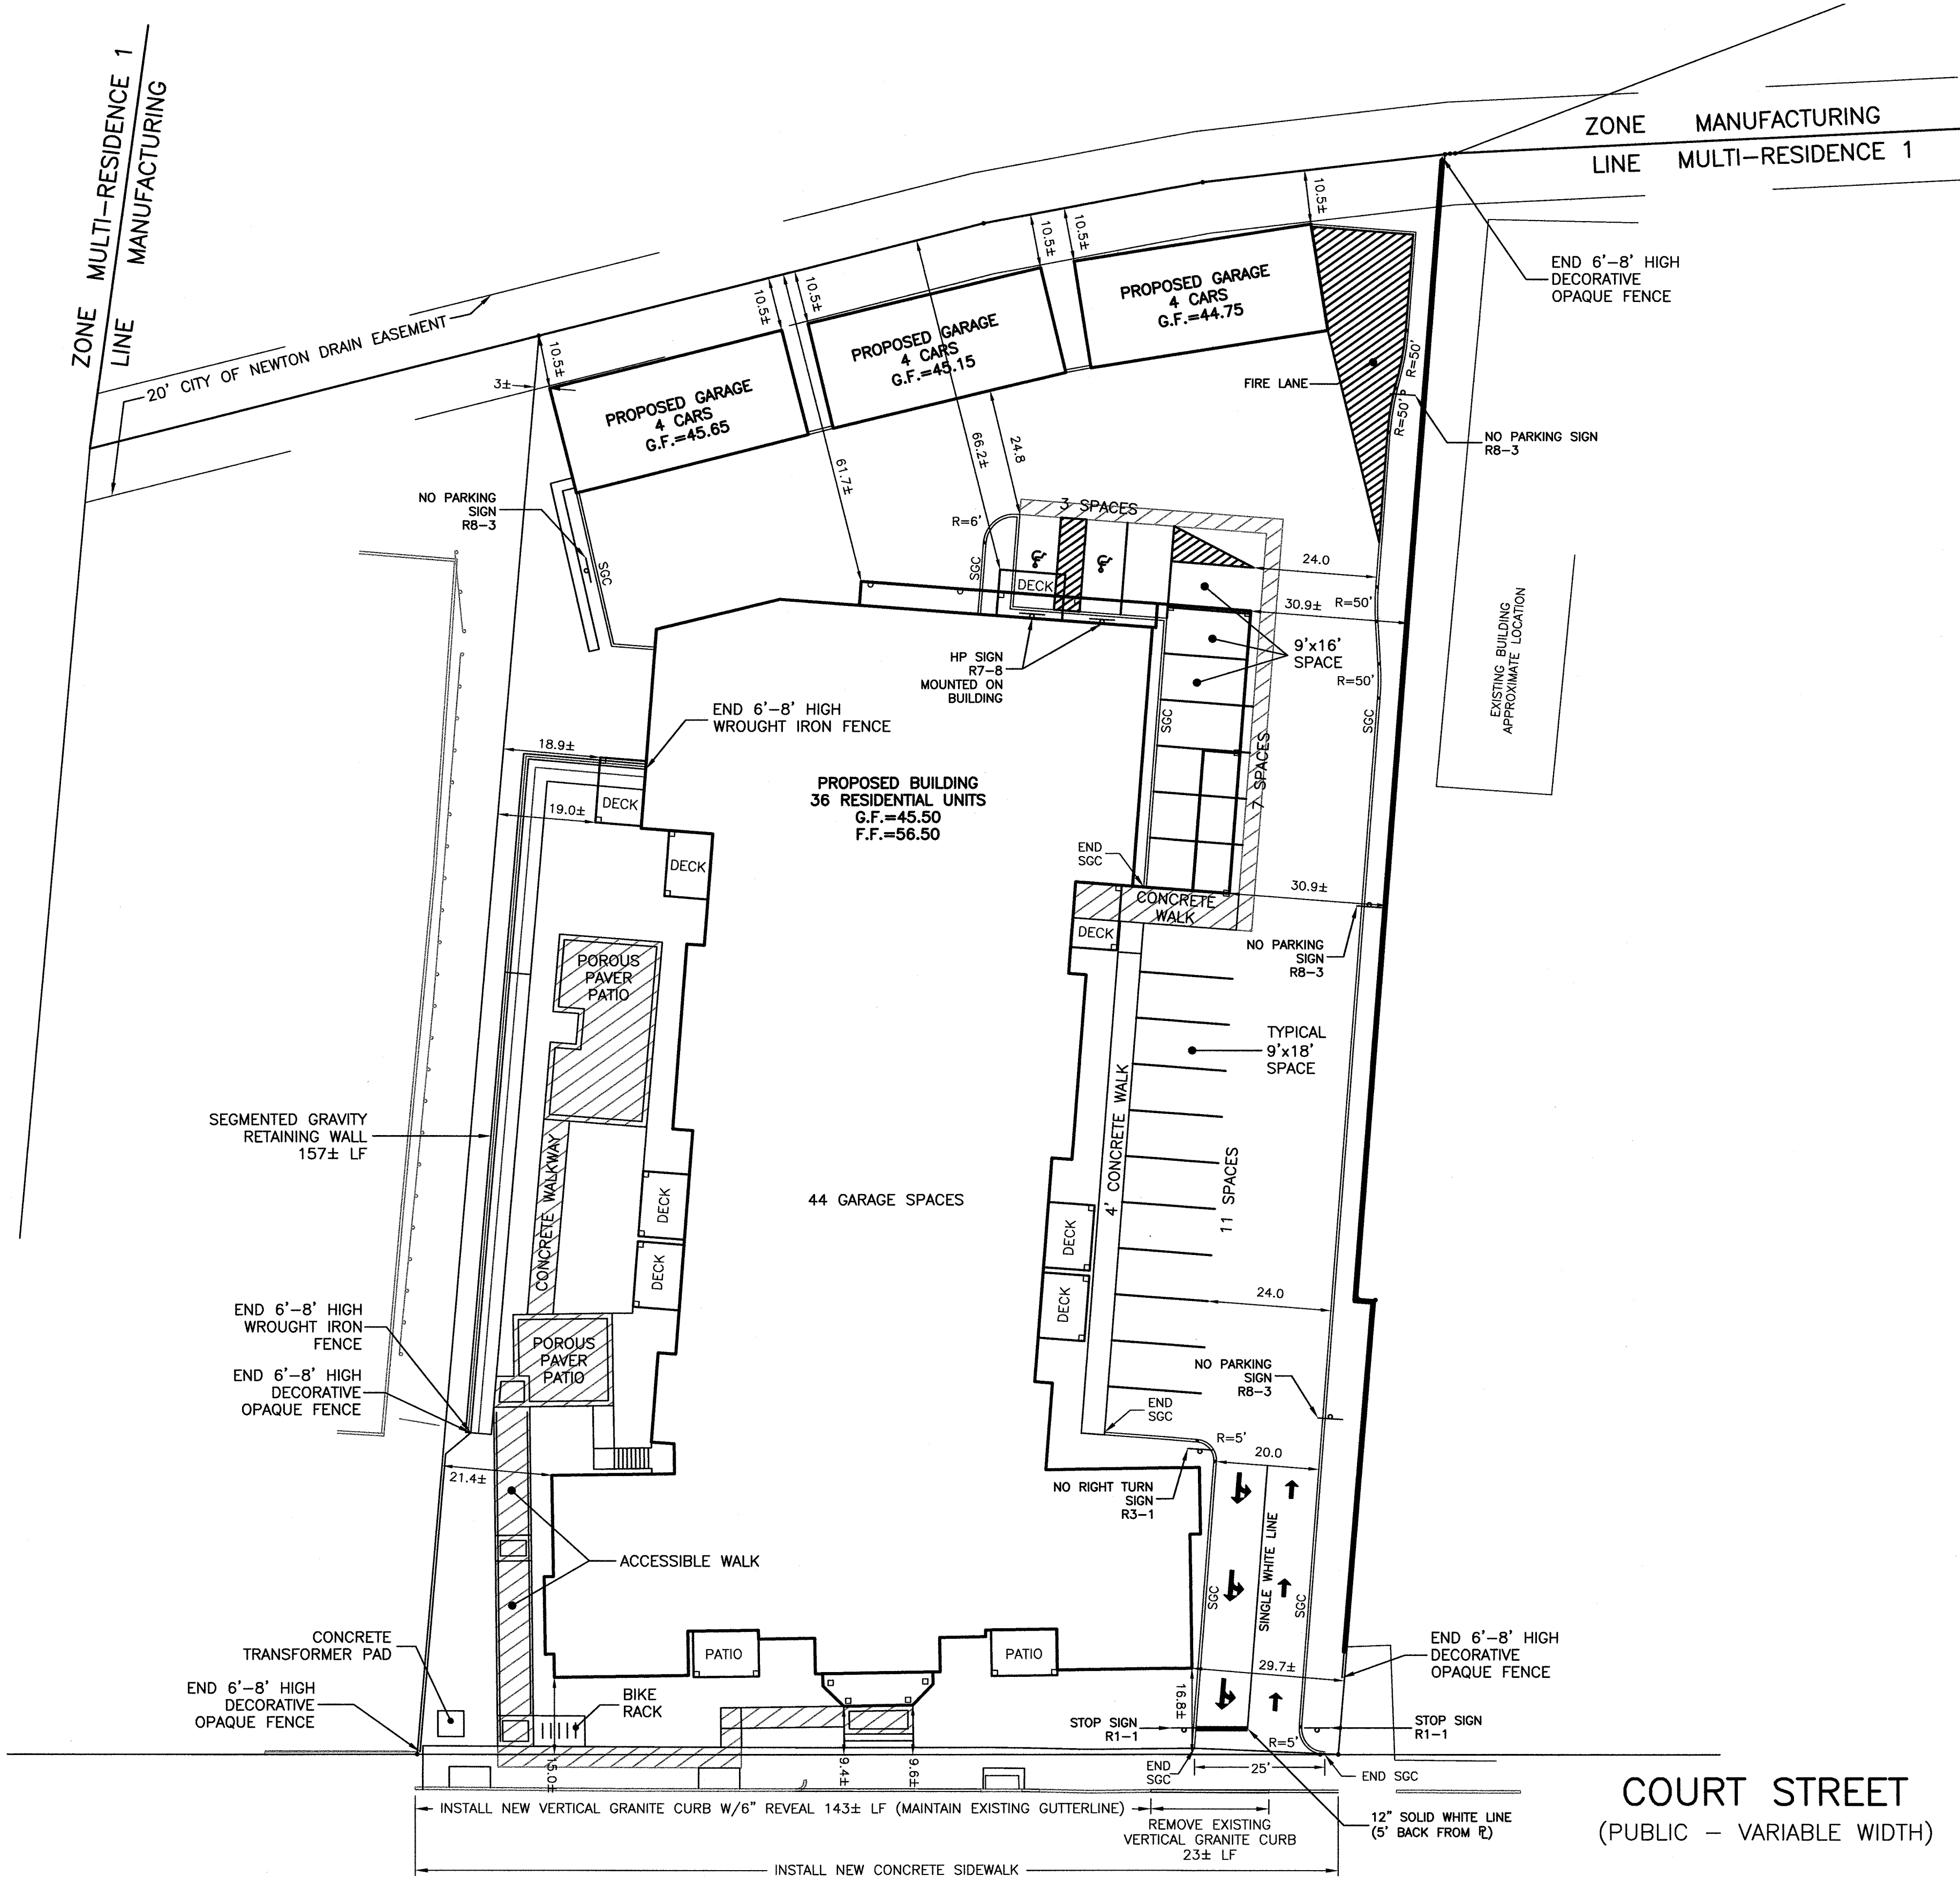 ZONE MULTI-RESIDENCE 1
LINE MANUFACTURING
ZONE MANUFACTURING
LINE MULTI-RESIDENCE 1
20' CITY OF NEWTON DRAIN EASEMENT
10.5±
10.5±
10.5±
10.5±
10.5±
10.5±
3±
PROPOSED GARAGE
4 CARS
G.F.=45.65
PROPOSED GARAGE
4 CARS
G.F.=45.15
PROPOSED GARAGE
4 CARS
G.F.=44.75
END 6'-8' HIGH
DECORATIVE
OPAQUE FENCE
FIRE LANE
R=50'
R=50'
NO PARKING SIGN
R8-3
61.7±
66.2±
24.8
NO PARKING
SIGN
R8-3
SGC
R=6'
SGC
3 SPACES
DECK
24.0
30.9±
R=50'
R=50'
9'x16'
SPACE
HP SIGN
R7-8
MOUNTED ON
BUILDING
SGC
SGC
7 SPACES
EXISTING BUILDING
APPROXIMATE LOCATION
END 6'-8' HIGH
WROUGHT IRON FENCE
18.9±
19.0±
DECK
DECK
PROPOSED BUILDING
36 RESIDENTIAL UNITS
G.F.=45.50
F.F.=56.50
END
SGC
30.9±
CONCRETE
WALK
DECK
NO PARKING
SIGN
R8-3
POROUS
PAVER
PATIO
TYPICAL
9'x18'
SPACE
SEGMENTED GRAVITY
RETAINING WALL
157± LF
CONCRETE WALKWAY
DECK
DECK
44 GARAGE SPACES
4' CONCRETE WALK
11 SPACES
DECK
DECK
24.0
END 6'-8' HIGH
WROUGHT IRON
FENCE
POROUS
PAVER
PATIO
END 6'-8' HIGH
DECORATIVE
OPAQUE FENCE
NO PARKING
SIGN
R8-3
END
SGC
R=5'
20.0
21.4±
NO RIGHT TURN
SIGN
R3-1
ACCESSIBLE WALK
SGC
SINGLE WHITE LINE
SGC
CONCRETE
TRANSFORMER PAD
PATIO
PATIO
END 6'-8' HIGH
DECORATIVE
OPAQUE FENCE
29.7±
END 6'-8' HIGH
DECORATIVE
OPAQUE FENCE
BIKE
RACK
16.8±
STOP SIGN
R1-1
R=5'
STOP SIGN
R1-1
15.0±
9.4±
9.6±
END
SGC
25'
END SGC
INSTALL NEW VERTICAL GRANITE CURB W/6" REVEAL 143± LF (MAINTAIN EXISTING GUTTERLINE)
REMOVE EXISTING
VERTICAL GRANITE CURB
23± LF
12" SOLID WHITE LINE
(5' BACK FROM ℄)
INSTALL NEW CONCRETE SIDEWALK
COURT STREET
(PUBLIC - VARIABLE WIDTH)